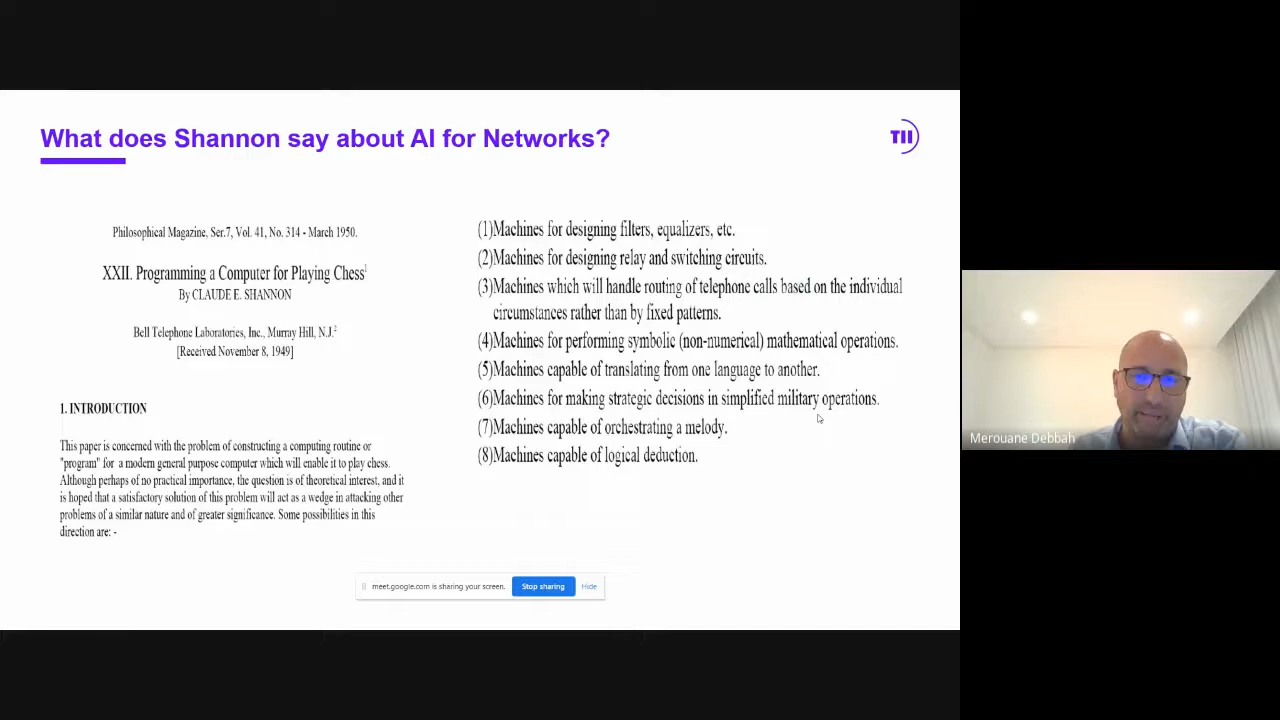 What does Shannon say about AI for Networks?
TII
Philosophical Magazine, Ser.7, Vol. 41, No. 314 - March 1950.
XXII. Programming a Computer for Playing Chess1
By CLAUDE E. SHANNON
Bell Telephone Laboratories, Inc., Murray Hill, N.J.2
[Received November 8, 1949]
1. INTRODUCTION
This paper is concerned with the problem of constructing a computing routine or
"program" for a modern general purpose computer which will enable it to play chess.
Although perhaps of no practical importance, the question is of theoretical interest, and it
is hoped that a satisfactory solution of this problem will act as a wedge in attacking other
problems of a similar nature and of greater significance. Some possibilities in this
direction are: -
(1)Machines for designing filters, equalizers, etc.
(2)Machines for designing relay and switching circuits.
(3)Machines which will handle routing of telephone calls based on the individual
circumstances rather than by fixed patterns.
(4)Machines for performing symbolic (non-numerical) mathematical operations.
(5)Machines capable of translating from one language to another.
(6)Machines for making strategic decisions in simplified military operations.
(7)Machines capable of orchestrating a melody.
(8)Machines capable of logical deduction.
meet.google.com is sharing your screen. Stop sharing Hide
Merouane Debbah